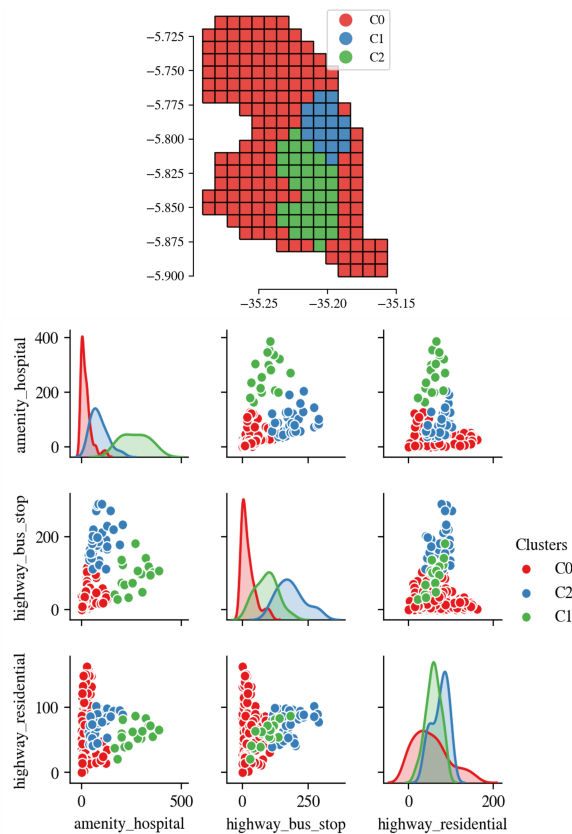 C0
C1
C2
−5.725
−5.750
−5.775
−5.800
−5.825
−5.850
−5.875
−5.900
−35.25
−35.20
−35.15
amenity_hospital
400
200
0
highway_bus_stop
200
0
Clusters
C0
C2
C1
highway_residential
100
0
0
500
0
250
0
200
amenity_hospital
highway_bus_stop
highway_residential